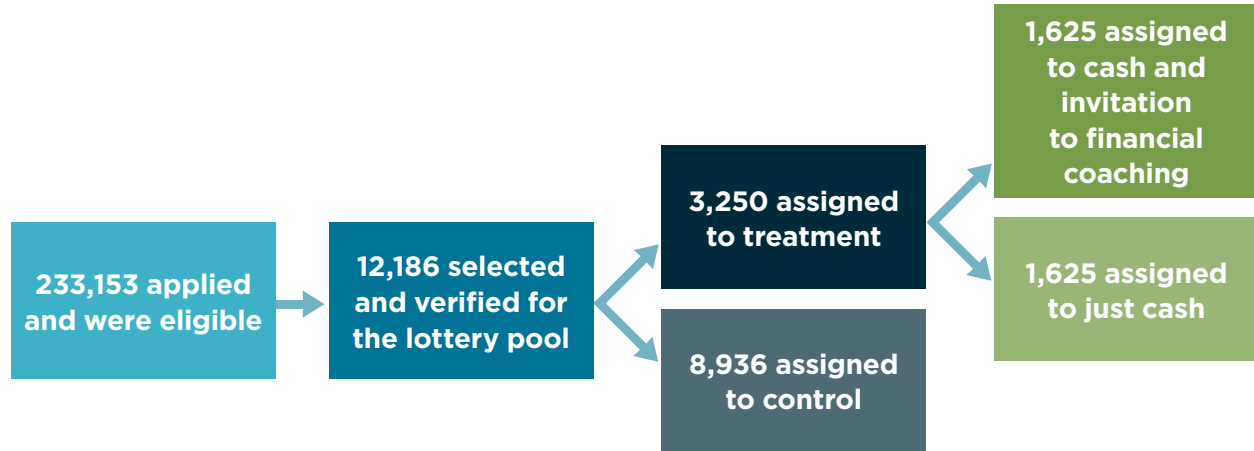 233,153 applied
and were eligible
12,186 selected
and verified for
the lottery pool
3,250 assigned
to treatment
8,936 assigned
to control
1,625 assigned
to cash and
invitation
to financial
coaching
1,625 assigned
to just cash